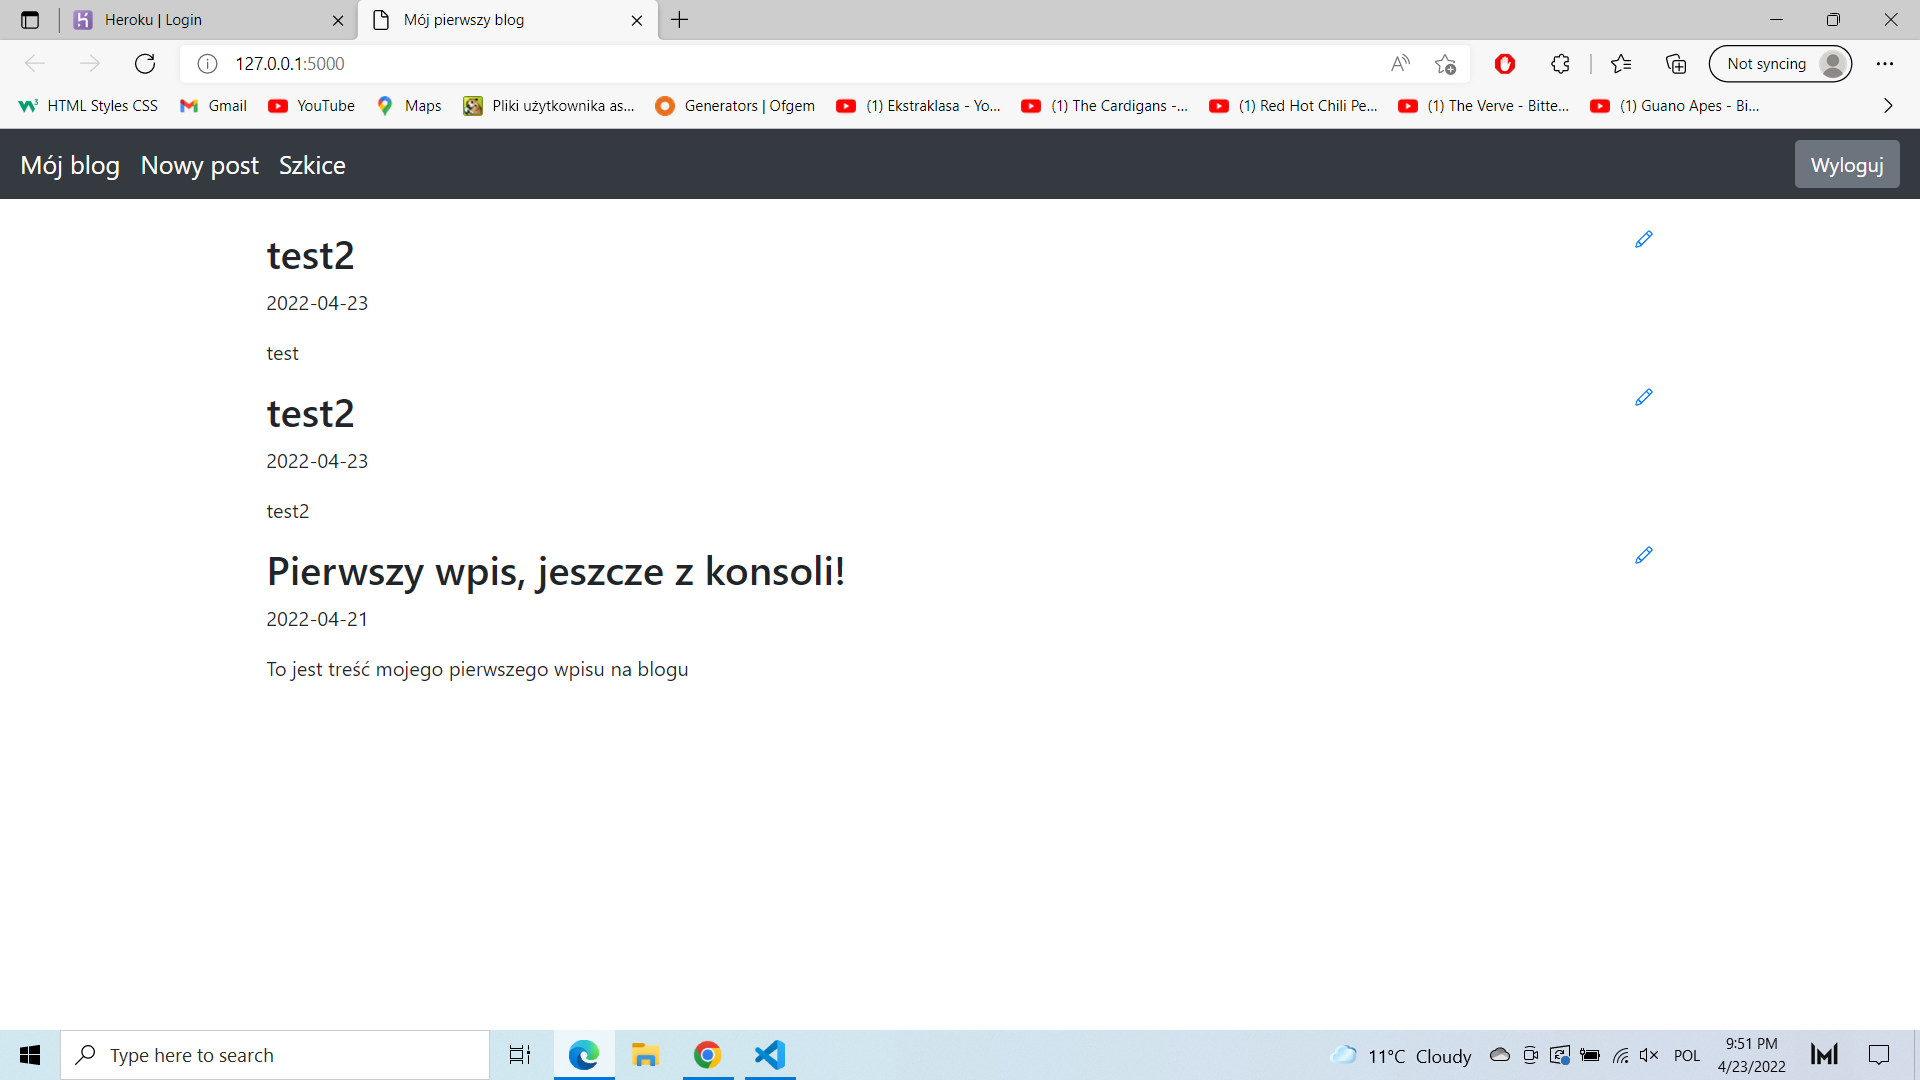 Heroku | Login
Mój pierwszy blog
127.0.0.1:5000
Not syncing
HTML Styles CSS
Gmail
YouTube
Maps
Pliki użytkownika as...
Generators | Ofgem
(1) Ekstraklasa - Yo...
(1) The Cardigans -...
(1) Red Hot Chili Pe...
(1) The Verve - Bitte...
(1) Guano Apes - Bi...
Mój blog
Nowy post
Szkice
Wyloguj
test2
2022-04-23
test
test2
2022-04-23
test2
Pierwszy wpis, jeszcze z konsoli!
2022-04-21
To jest treść mojego pierwszego wpisu na blogu
Type here to search
11°C Cloudy
POL
9:51 PM
4/23/2022